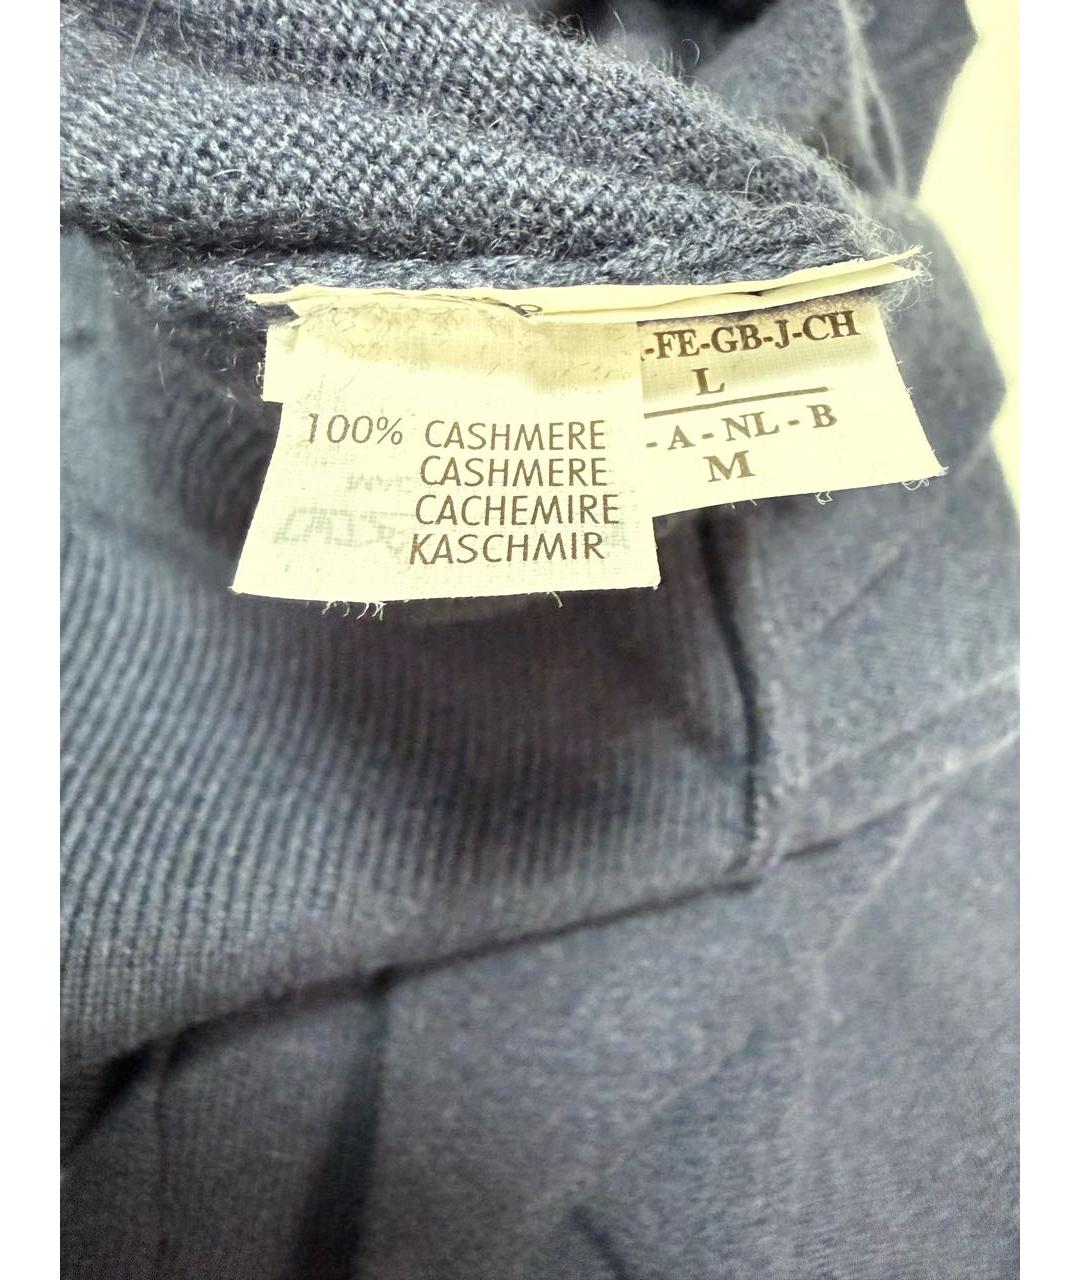 100% CASHMERE
CASHMERE
CACHEMIRE
KASCHMIR
-FE-GB-J-CH
L
- A - NL - B
M